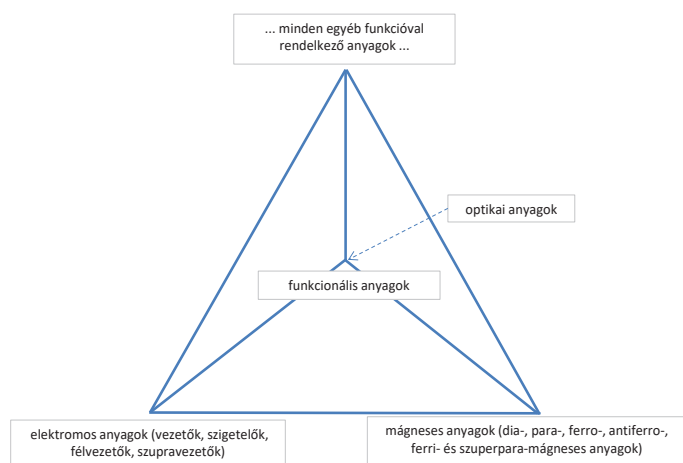 ... minden egyéb funkcióval
rendelkező anyagok ...
optikai anyagok
funkcionális anyagok
elektromos anyagok (vezetők, szigetelők,
félvezetők, szupravezetők)
mágneses anyagok (dia-, para-, ferro-, antiferro-,
ferri- és szuperpara-mágneses anyagok)